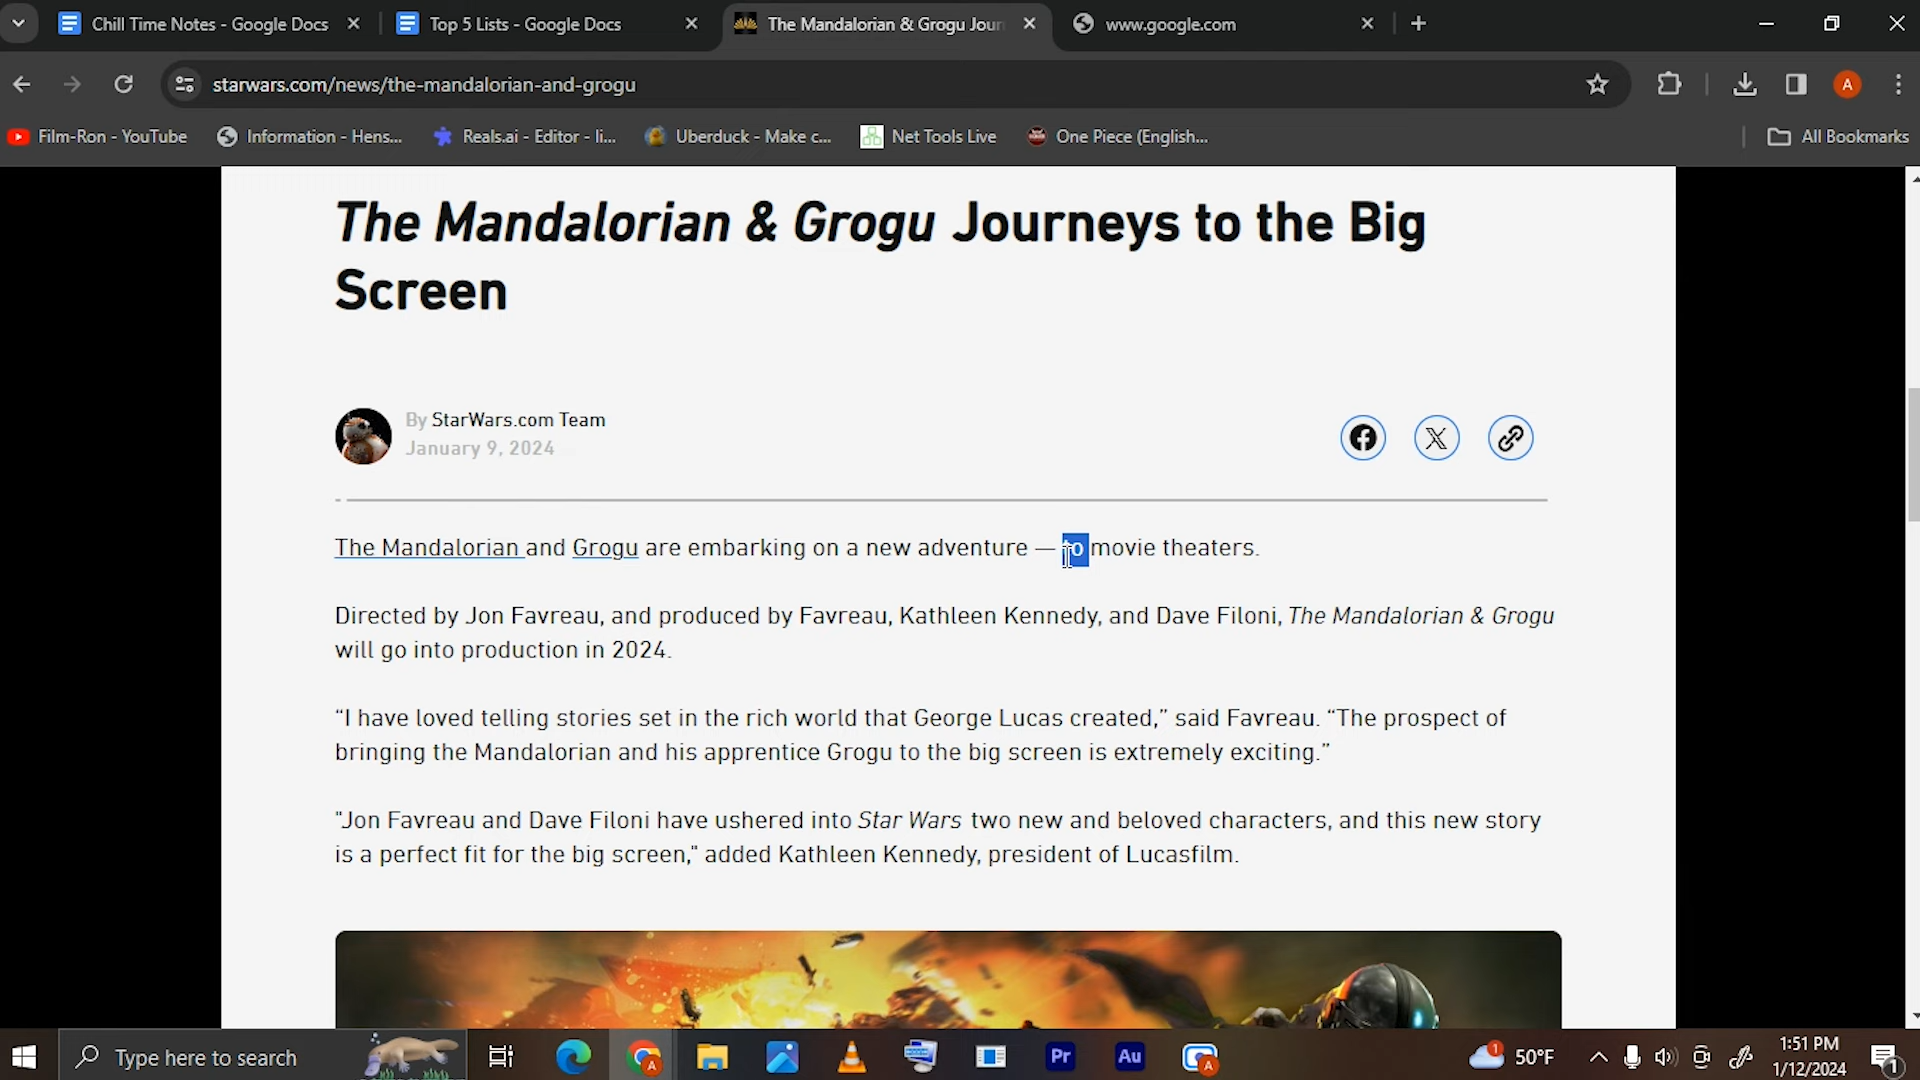 Chill Time Notes - Google Docs
Top 5 Lists - Google Docs
The Mandalorian & Grogu Jour
www.google.com
starwars.com/news/the-mandalorian-and-grogu
A
Film-Ron - YouTube
Information - Hens...
Reals.ai - Editor - li...
Uberduck - Make c...
Net Tools Live
One Piece (English...
All Bookmarks
The Mandalorian & Grogu Journeys to the Big
Screen
By StarWars.com Team
January 9, 2024
The Mandalorian and Grogu are embarking on a new adventure — to movie theaters.
Directed by Jon Favreau, and produced by Favreau, Kathleen Kennedy, and Dave Filoni, The Mandalorian & Grogu
will go into production in 2024.
“I have loved telling stories set in the rich world that George Lucas created,” said Favreau. “The prospect of
bringing the Mandalorian and his apprentice Grogu to the big screen is extremely exciting.”
"Jon Favreau and Dave Filoni have ushered into Star Wars two new and beloved characters, and this new story
is a perfect fit for the big screen," added Kathleen Kennedy, president of Lucasfilm.
Type here to search
A
Pr
Au
A
1
50°F
1:51 PM
1/12/2024
1